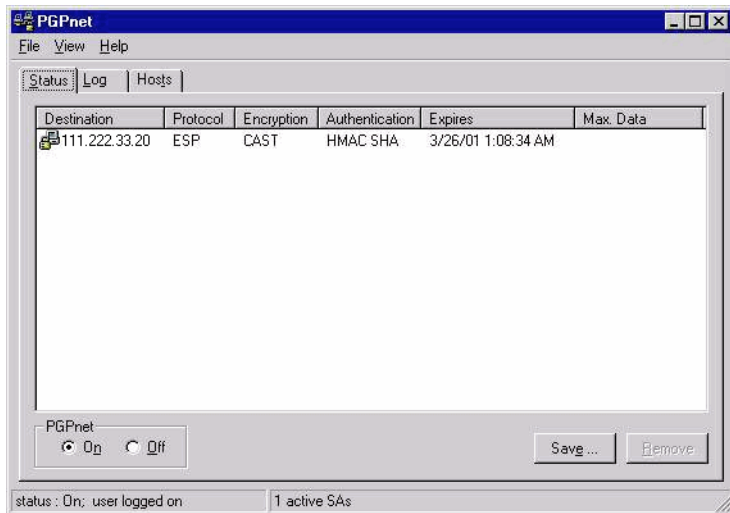 PGPnet
File View Help
Status Log Hosts
Destination Protocol Encryption Authentication Expires Max. Data
111.222.33.20 ESP CAST HMAC SHA 3/26/01 1:08:34 AM
PGPnet
On Off
Save ... Remove
status : On; user logged on 1 active SAs